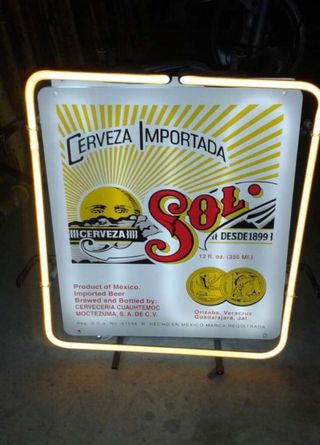 CERVEZA IMPORTADA
CERVEZA
SOL
DESDE 1899
12 fl. oz. (355 Ml.)
Product of México.
Imported Beer
Brewed and Bottled by:
CERVECERIA CUAUHTEMOC
MOCTEZUMA, S. A. DE C. V.
Orizaba, Veracruz
Guadalajara, Jal.
HECHO EN MEXICO MARCA REGISTRADA